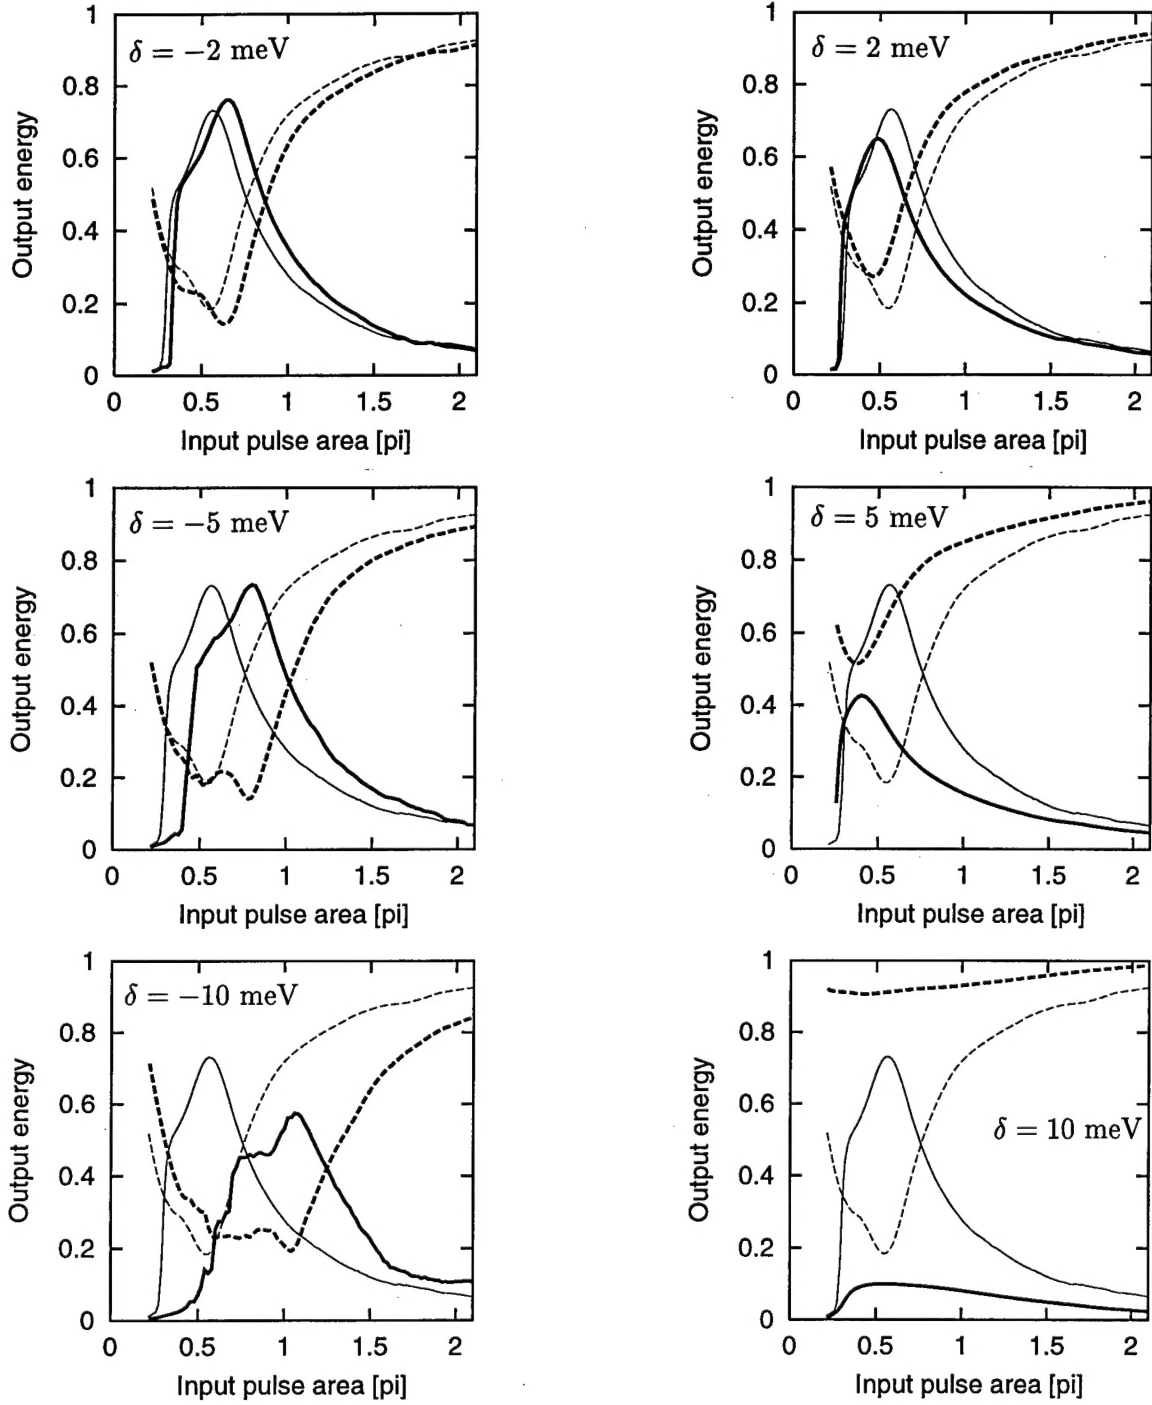 δ = −2 meV
Output energy
1
0.8
0.6
0.4
0.2
0
0 0.5 1 1.5 2
Input pulse area [pi]
δ = 2 meV
Output energy
1
0.8
0.6
0.4
0.2
0
0 0.5 1 1.5 2
Input pulse area [pi]
δ = −5 meV
Output energy
1
0.8
0.6
0.4
0.2
0
0 0.5 1 1.5 2
Input pulse area [pi]
δ = 5 meV
Output energy
1
0.8
0.6
0.4
0.2
0
0 0.5 1 1.5 2
Input pulse area [pi]
δ = −10 meV
Output energy
1
0.8
0.6
0.4
0.2
0
0 0.5 1 1.5 2
Input pulse area [pi]
δ = 10 meV
Output energy
1
0.8
0.6
0.4
0.2
0
0 0.5 1 1.5 2
Input pulse area [pi]